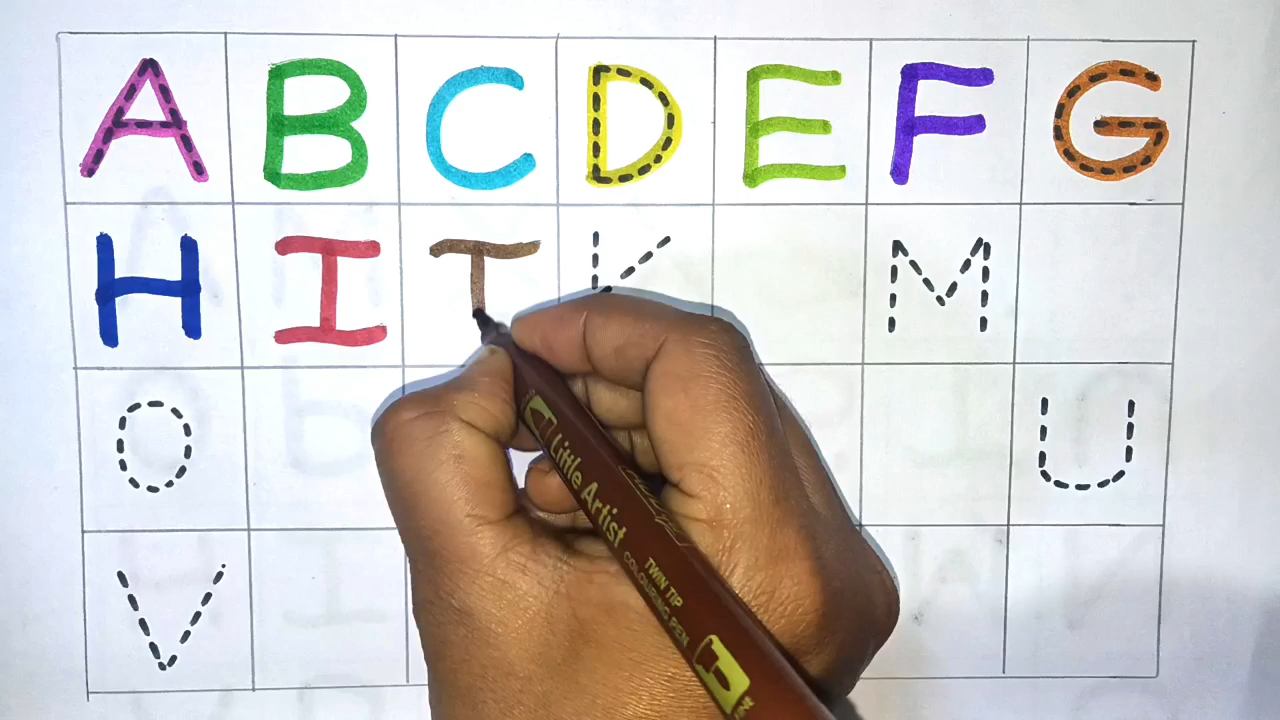 A B C D E F G
H I J K M
O U
V
Little Artist
TWIN TIP
COLOURING PEN